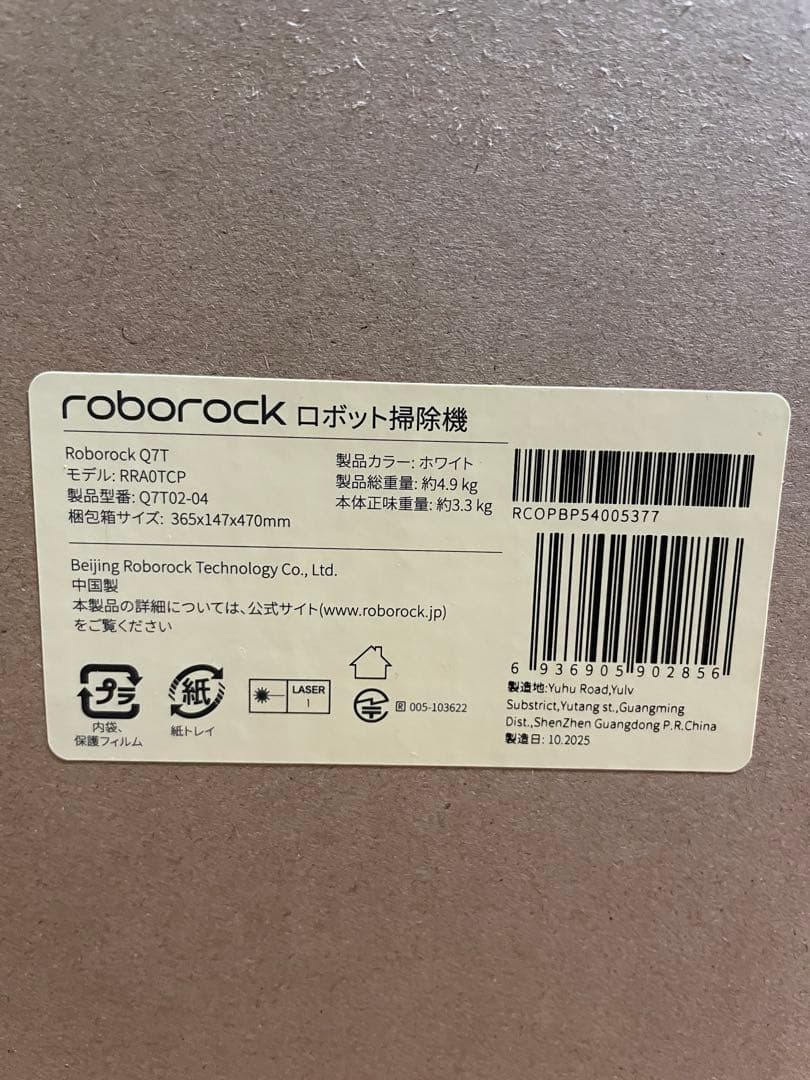 roborock ロボット掃除機
Roborock Q7T
モデル: RRA0TCP
製品型番: Q7T02-04
梱包箱サイズ: 365x147x470mm
製品カラー: ホワイト
製品総重量: 約4.9 kg
本体正味重量: 約3.3 kg
RCOPBP54005377
Beijing Roborock Technology Co., Ltd.
中国製
本製品の詳細については、公式サイト(www.roborock.jp)
をご覧ください
6 936905 902856
プラ
内袋、
保護フィルム
紙
紙トレイ
LASER
1
R 005-103622
製造地:Yuhu Road,Yulv
Substrict,Yutang st.,Guangming
Dist.,ShenZhen Guangdong P.R.China
製造日: 10.2025